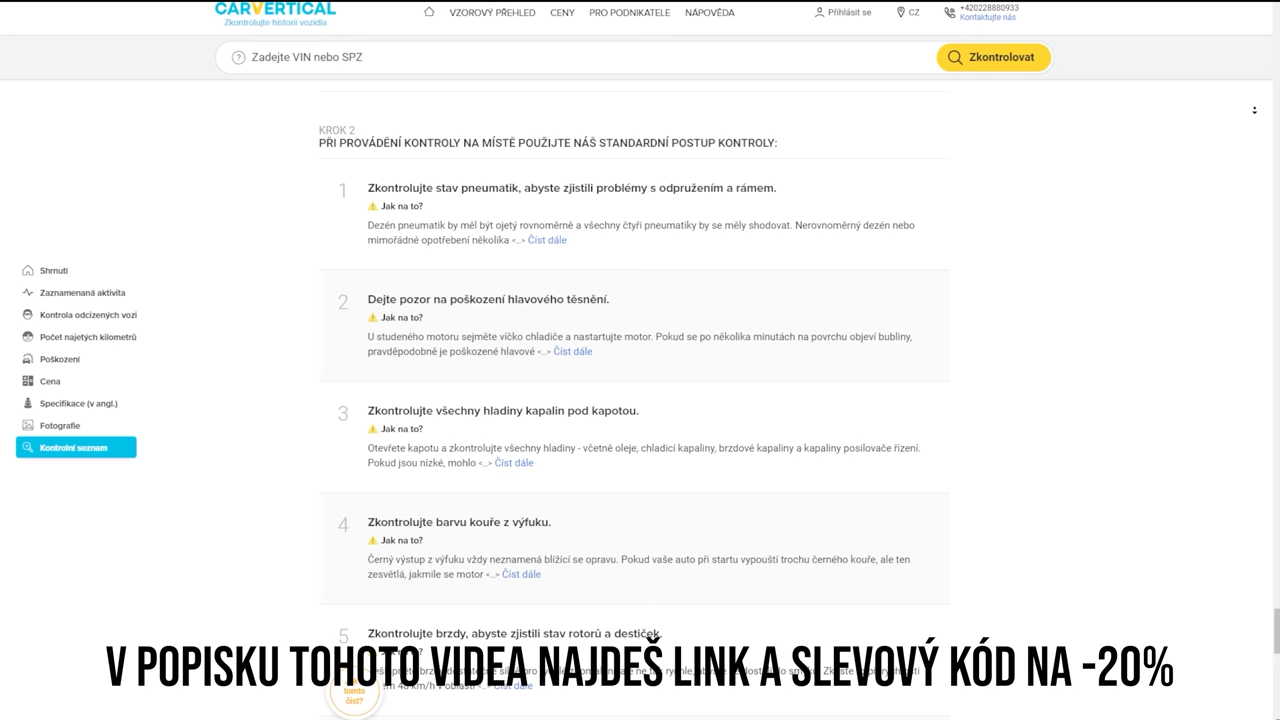 CARVERTICAL
Zkontrolujte historii vozidla
VZOROVÝ PŘEHLED
CENY
PRO PODNIKATELE
NÁPOVĚDA
Přihlásit se
CZ
+420228880933
Kontaktujte nás
Zadejte VIN nebo SPZ
Zkontrolovat
KROK 2
PŘI PROVÁDĚNÍ KONTROLY NA MÍSTĚ POUŽIJTE NÁŠ STANDARDNÍ POSTUP KONTROLY:
1
Zkontrolujte stav pneumatik, abyste zjistili problémy s odpružením a rámem.
Jak na to?
Dezén pneumatik by měl být ojetý rovnoměrně a všechny čtyři pneumatiky by se měly shodovat. Nerovnoměrný dezén nebo
mimořádné opotřebení několika <...> Číst dále
2
Dejte pozor na poškození hlavového těsnění.
Jak na to?
U studeného motoru sejměte víčko chladiče a nastartujte motor. Pokud se po několika minutách na povrchu objeví bubliny,
pravděpodobně je poškozené hlavové <...> Číst dále
3
Zkontrolujte všechny hladiny kapalin pod kapotou.
Jak na to?
Otevřete kapotu a zkontrolujte všechny hladiny - včetně oleje, chladicí kapaliny, brzdové kapaliny a kapaliny posilovače řízení.
Pokud jsou nízké, mohlo <...> Číst dále
4
Zkontrolujte barvu kouře z výfuku.
Jak na to?
Černý výstup z výfuku vždy neznamená blížící se opravu. Pokud vaše auto při startu vypouští trochu černého kouře, ale ten
zesvětlá, jakmile se motor <...> Číst dále
5
Zkontrolujte brzdy, abyste zjistili stav rotorů a destiček.
Číst dále
tomto
číst?
Shrnutí
Zaznamenaná aktivita
Kontrola odcizených vozi
Počet najetých kilometrů
Poškození
Cena
Specifikace (v angl.)
Fotografie
Kontrolní seznam
V POPISKU TOHOTO VIDEA NAJDEŠ LINK A SLEVOVÝ KÓD NA -20%